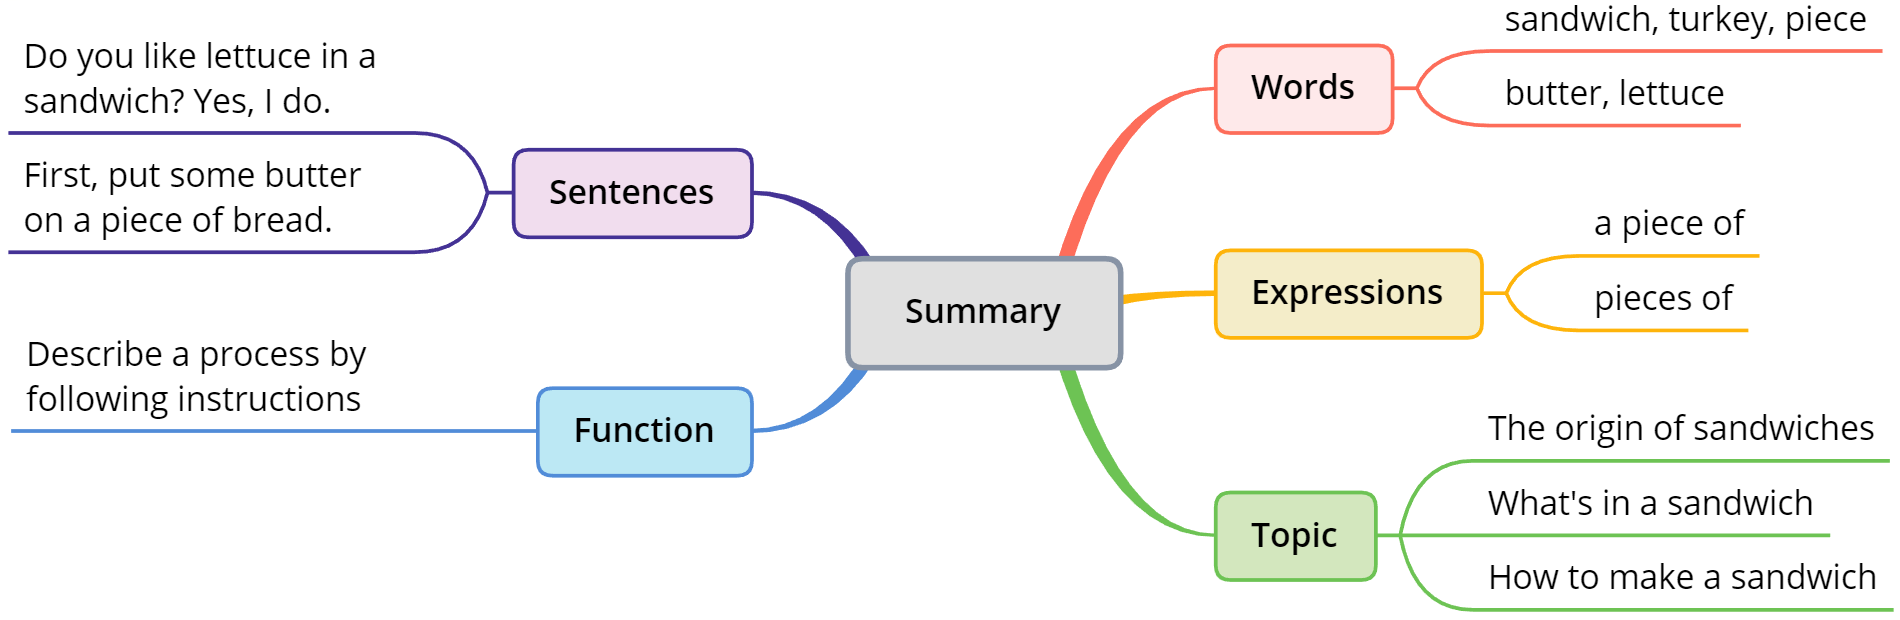 Do you like lettuce in a
sandwich? Yes, I do.
First, put some butter
on a piece of bread.
Sentences
Describe a process by
following instructions
Function
Summary
Words
sandwich, turkey, piece
butter, lettuce
Expressions
a piece of
pieces of
Topic
The origin of sandwiches
What's in a sandwich
How to make a sandwich